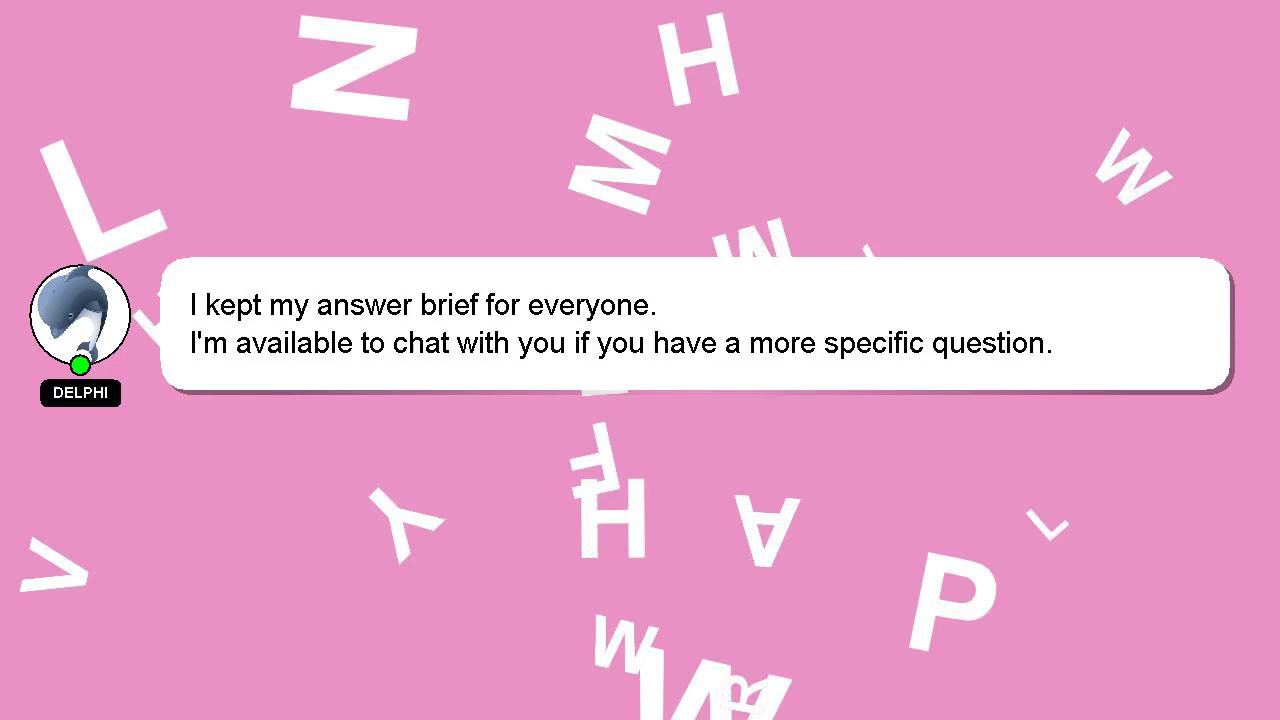 N
H
M
W
L
W
I kept my answer brief for everyone.
I'm available to chat with you if you have a more specific question.
DELPHI
F
H
A
Y
L
V
P
W
W
R